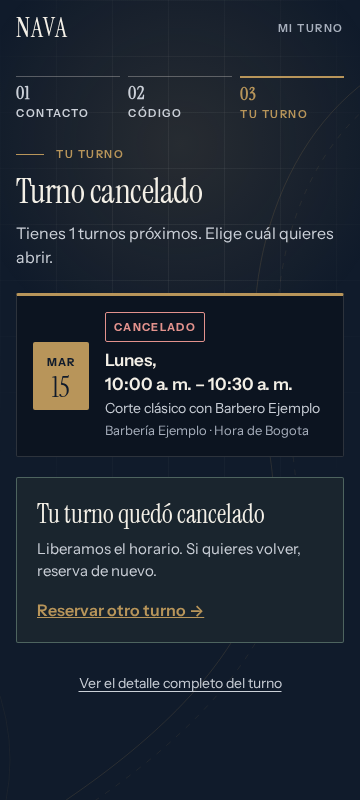 NAVA
MI TURNO
01
CONTACTO
02
CÓDIGO
03
TU TURNO
TU TURNO
Turno cancelado
Tienes 1 turnos próximos. Elige cuál quieres
abrir.
CANCELADO
MAR
15
Lunes,
10:00 a. m. – 10:30 a. m.
Corte clásico con Barbero Ejemplo
Barbería Ejemplo · Hora de Bogota
Tu turno quedó cancelado
Liberamos el horario. Si quieres volver,
reserva de nuevo.
Reservar otro turno →
Ver el detalle completo del turno